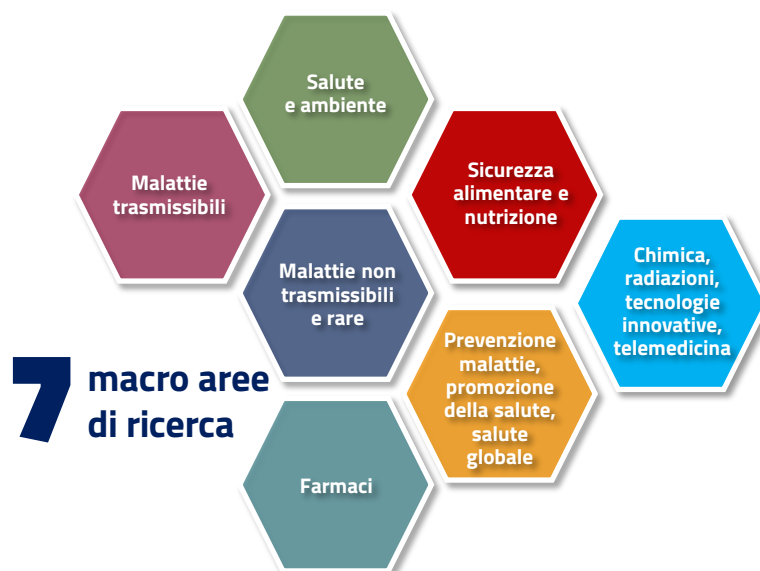 Salute
e ambiente
Malattie
trasmissibili
Sicurezza
alimentare e
nutrizione
Malattie non
trasmissibili
e rare
Chimica,
radiazioni,
tecnologie
innovative,
telemedicina
Prevenzione
malattie,
promozione
della salute,
salute
globale
7 macro aree
di ricerca
Farmaci